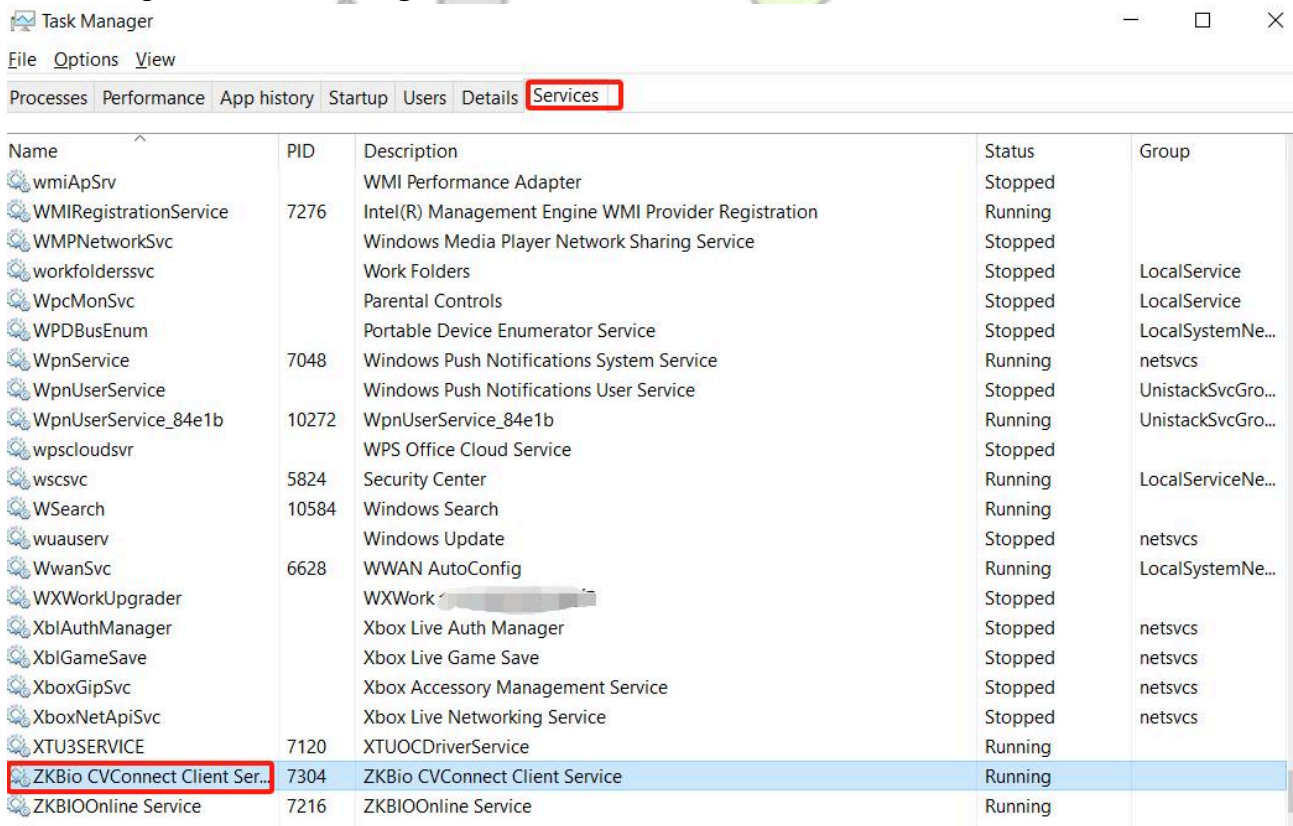 Task Manager
File Options View
Processes Performance App history Startup Users Details Services
Name PID Description Status Group
wmiApSrv WMI Performance Adapter Stopped
WMIRegistrationService 7276 Intel(R) Management Engine WMI Provider Registration Running
WMPNetworkSvc Windows Media Player Network Sharing Service Stopped
workfolderssvc Work Folders Stopped LocalService
WpcMonSvc Parental Controls Stopped LocalService
WPDBusEnum Portable Device Enumerator Service Stopped LocalSystemNe...
WpnService 7048 Windows Push Notifications System Service Running netsvcs
WpnUserService Windows Push Notifications User Service Stopped UnistackSvcGro...
WpnUserService_84e1b 10272 WpnUserService_84e1b Running UnistackSvcGro...
wpscloudsvr WPS Office Cloud Service Stopped
wscsvc 5824 Security Center Running LocalServiceNe...
WSearch 10584 Windows Search Running
wuauserv Windows Update Stopped netsvcs
WwanSvc 6628 WWAN AutoConfig Running LocalSystemNe...
WXWorkUpgrader WXWork Stopped
XblAuthManager Xbox Live Auth Manager Stopped netsvcs
XblGameSave Xbox Live Game Save Stopped netsvcs
XboxGipSvc Xbox Accessory Management Service Stopped netsvcs
XboxNetApiSvc Xbox Live Networking Service Stopped netsvcs
XTU3SERVICE 7120 XTUOCDriverService Running
ZKBio CVConnect Client Ser... 7304 ZKBio CVConnect Client Service Running
ZKBIOOnline Service 7216 ZKBIOOnline Service Running